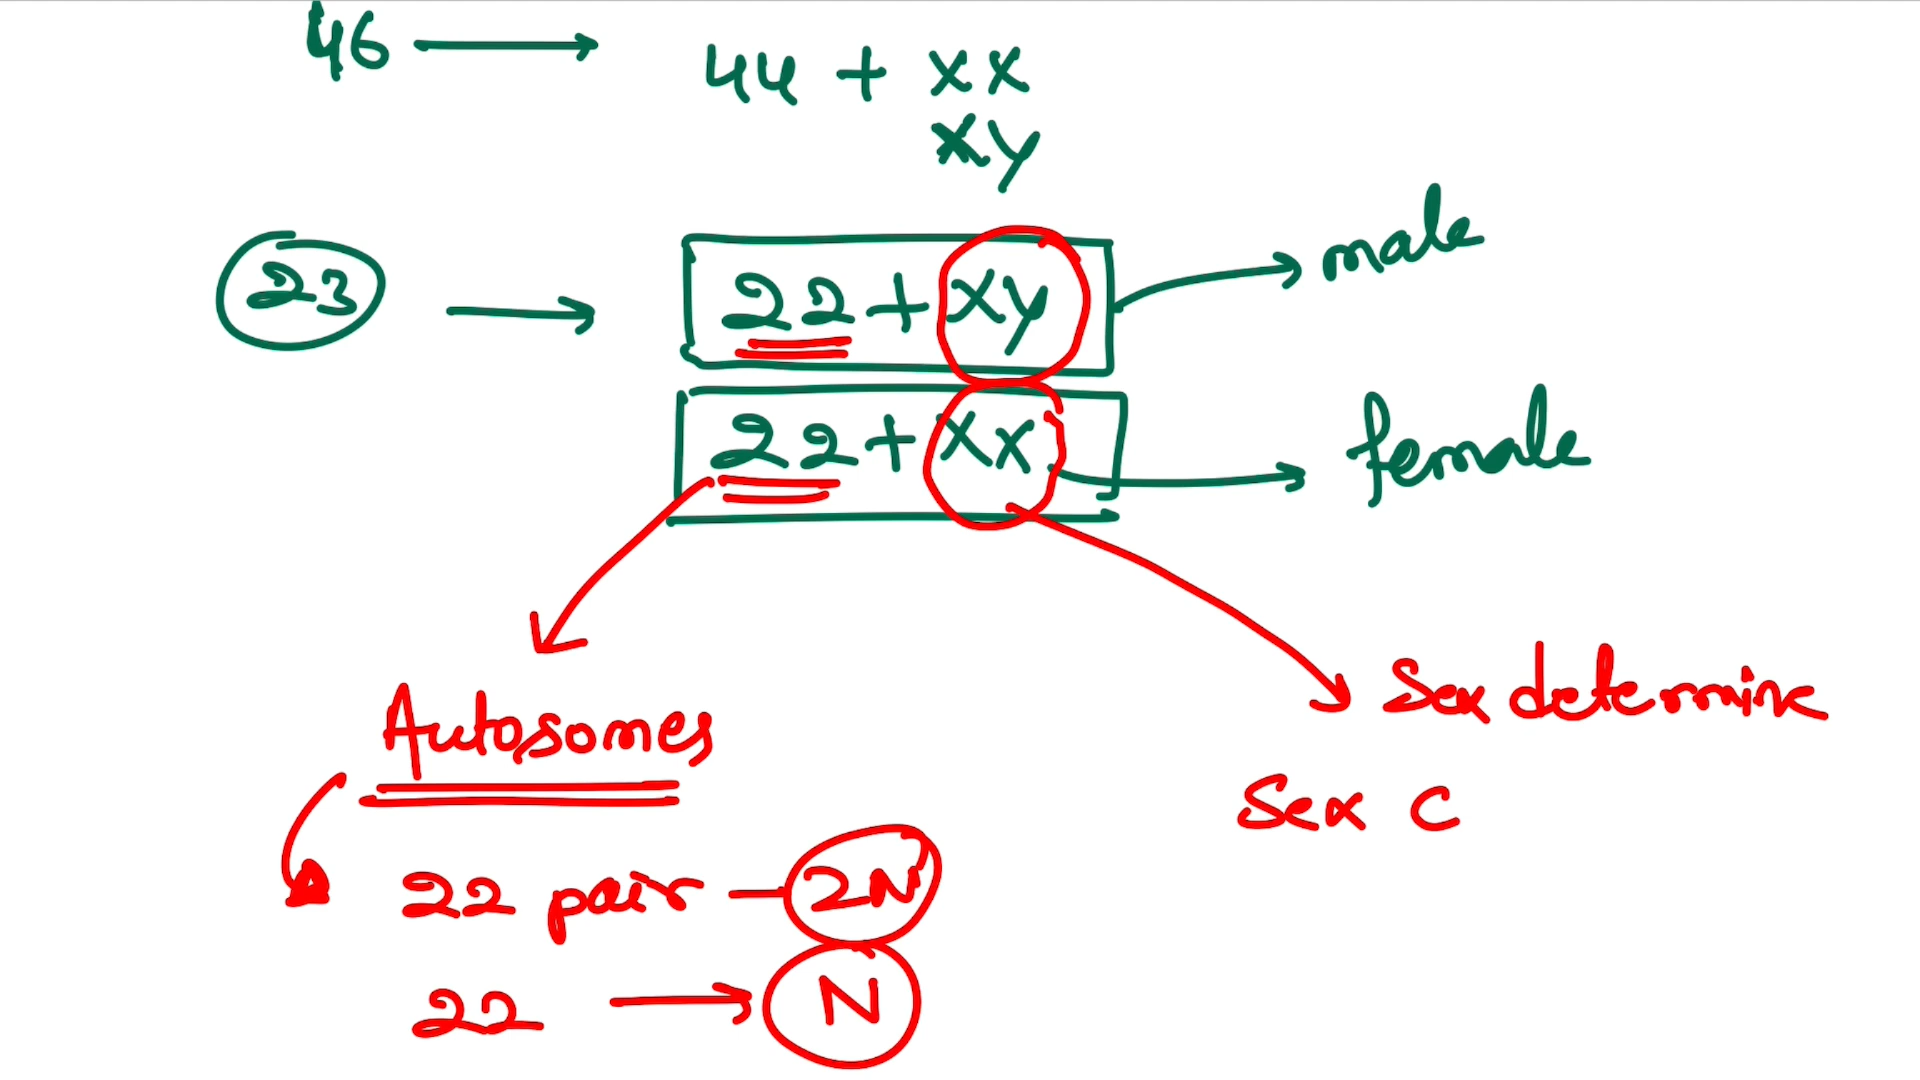 46 → 44 + XX
XY
23 → 22 + XY → male
22 + XX → female
Autosomes
Sex determine
Sex C
22 pair - 2N
22 → N